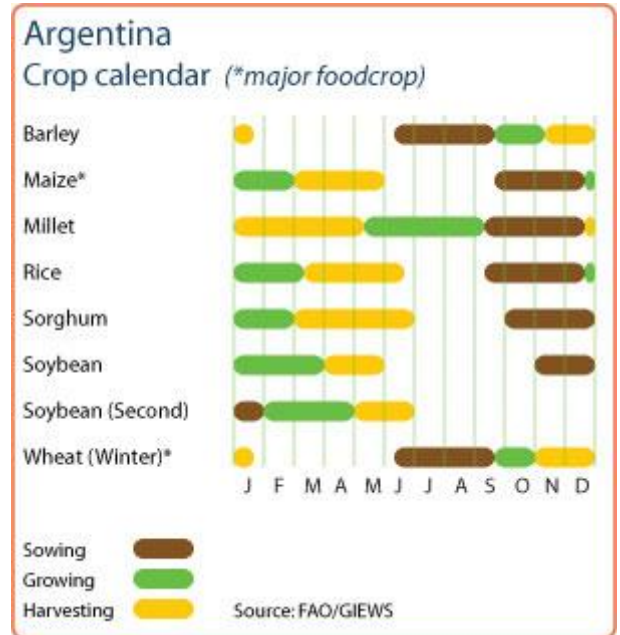 Argentina
Crop calendar (*major foodcrop)
Barley
Maize*
Millet
Rice
Sorghum
Soybean
Soybean (Second)
Wheat (Winter)*
J F M A M J J A S O N D
Sowing
Growing
Harvesting Source: FAO/GIEWS